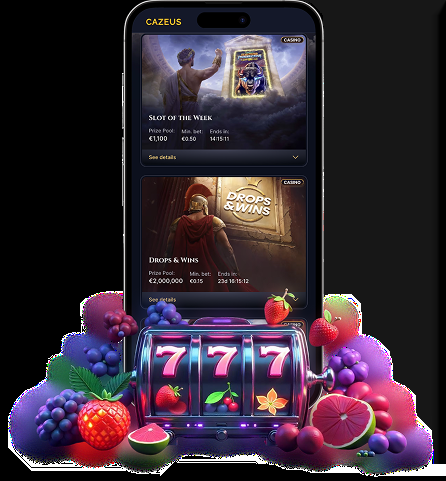 CAZEUS
CASINO
SLOT OF THE WEEK
Prize Pool: Min. bet: Ends in:
€1,100 €0.50 14:15:11
See details
CASINO
DROPS
&WINS
DROPS & WINS
Prize Pool: Min. bet: Ends in:
€2,000,000 €0.15 23d 16:15:12
See details
CASINO
7 7 7